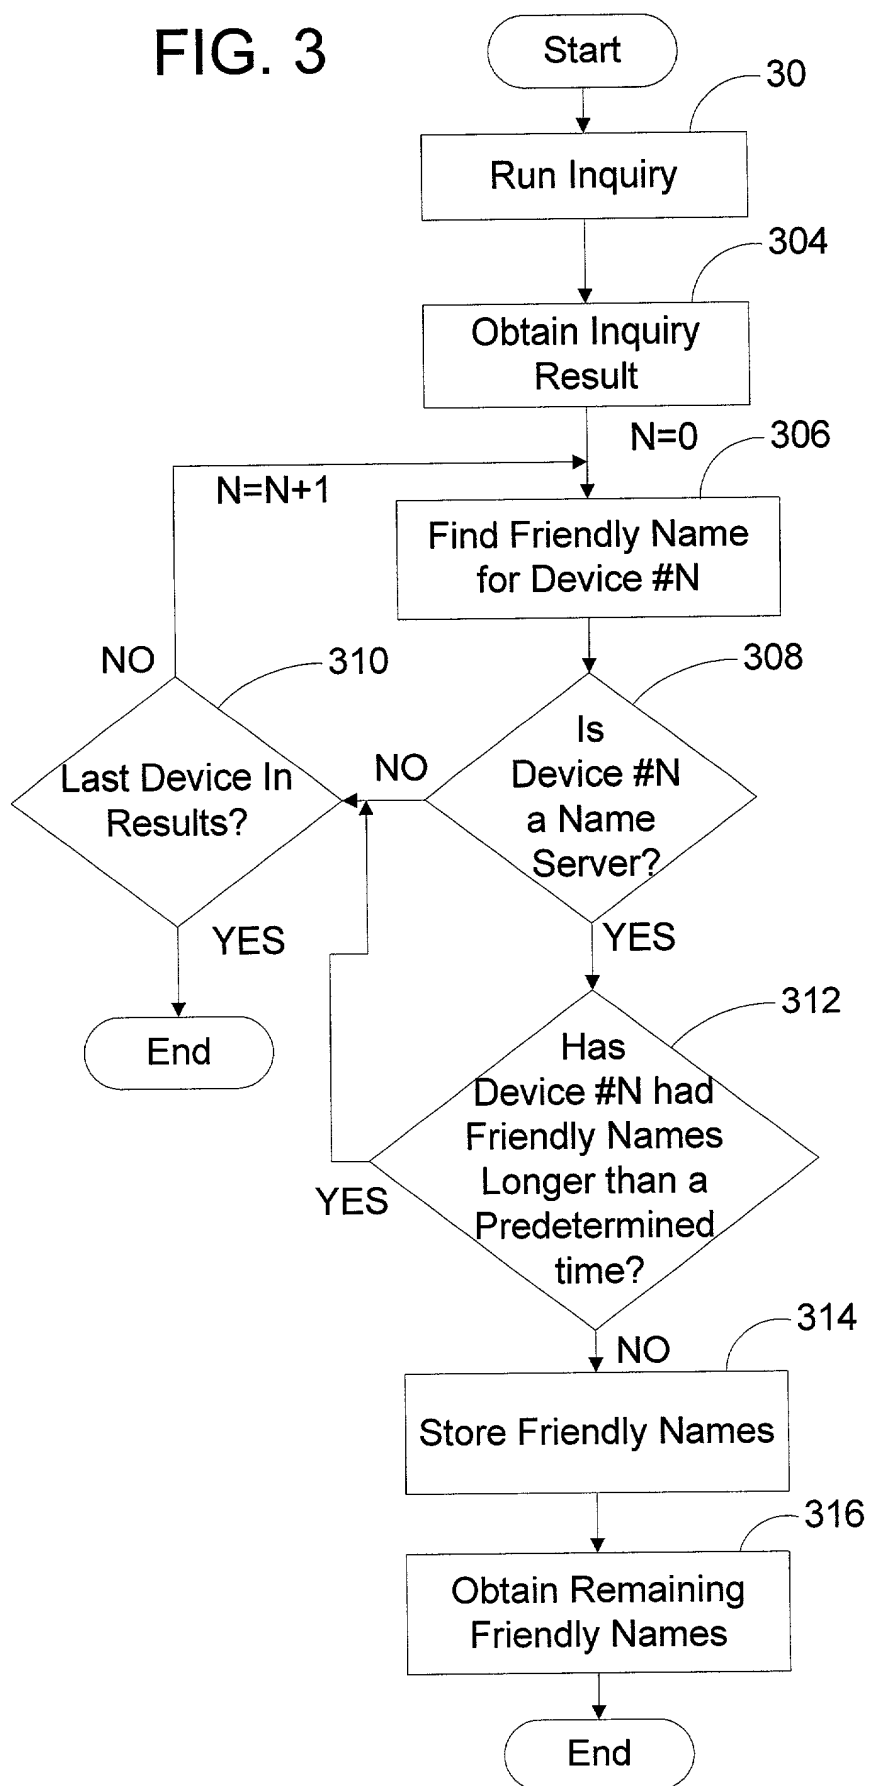 FIG. 3
Start
30
Run Inquiry
304
Obtain Inquiry
Result
N=0
306
N=N+1
Find Friendly Name
for Device #N
NO
310
308
Last Device In
Results?
NO
Is
Device #N
a Name
Server?
YES
YES
End
312
Has
Device #N had
Friendly Names
Longer than a
Predetermined
time?
YES
NO
314
Store Friendly Names
316
Obtain Remaining
Friendly Names
End